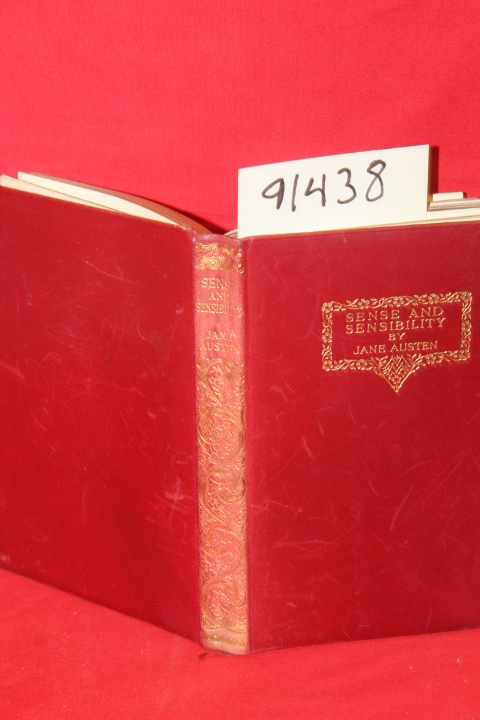 91438
SENSE
AND
SENSIBILITY
JANE
AUSTEN
SENSE AND
SENSIBILITY
BY
JANE AUSTEN